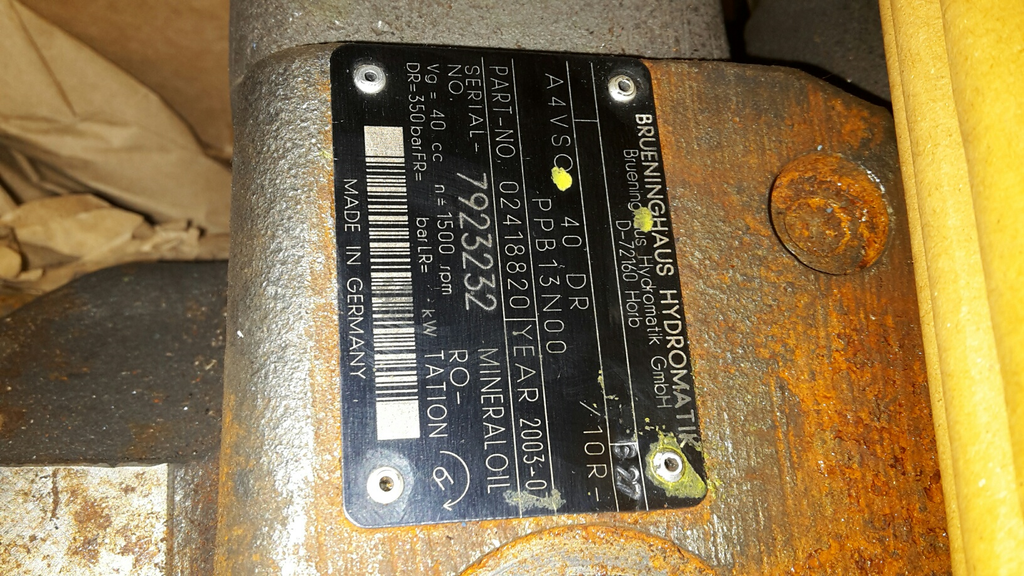 BRUENINGHAUS HYDROMATIK
Brueninghaus Hydromatik GmbH
D-72160 Horb
A4VSO 40 DR /10R-
PPB13N00
PART-NO. 02418820 YEAR 2003-0
SERIAL-NO. 7923232 MINERALOIL
Vg= 40 cc n= 1500 rpm RO-TATION
DR=350bar FR= bar LR= kW
MADE IN GERMANY